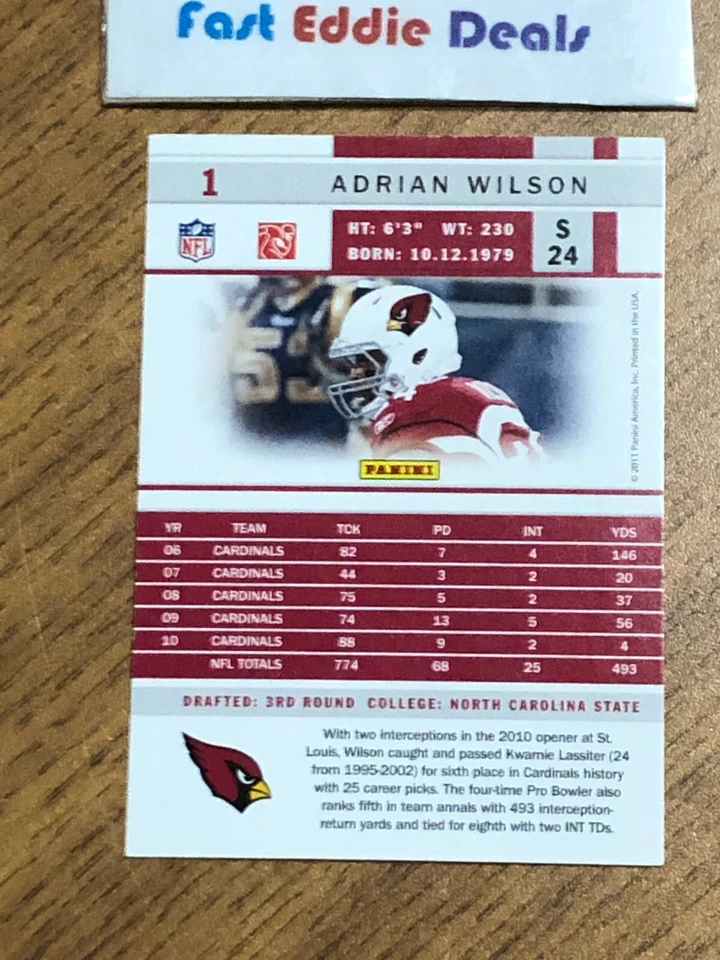 Fast Eddie Deals
1 ADRIAN WILSON
NFL
HT: 6'3" WT: 230
BORN: 10.12.1979
S
24
53
© 2011 Panini America, Inc. Printed in the USA.
PANINI
YR TEAM TCK PD INT YDS
06 CARDINALS 82 7 4 146
07 CARDINALS 44 3 2 20
08 CARDINALS 75 5 2 37
09 CARDINALS 74 13 5 56
10 CARDINALS 88 9 2 4
NFL TOTALS 774 68 25 493
DRAFTED: 3RD ROUND COLLEGE: NORTH CAROLINA STATE
With two interceptions in the 2010 opener at St.
Louis, Wilson caught and passed Kwamie Lassiter (24
from 1995-2002) for sixth place in Cardinals history
with 25 career picks. The four-time Pro Bowler also
ranks fifth in team annals with 493 interception-
return yards and tied for eighth with two INT TDs.